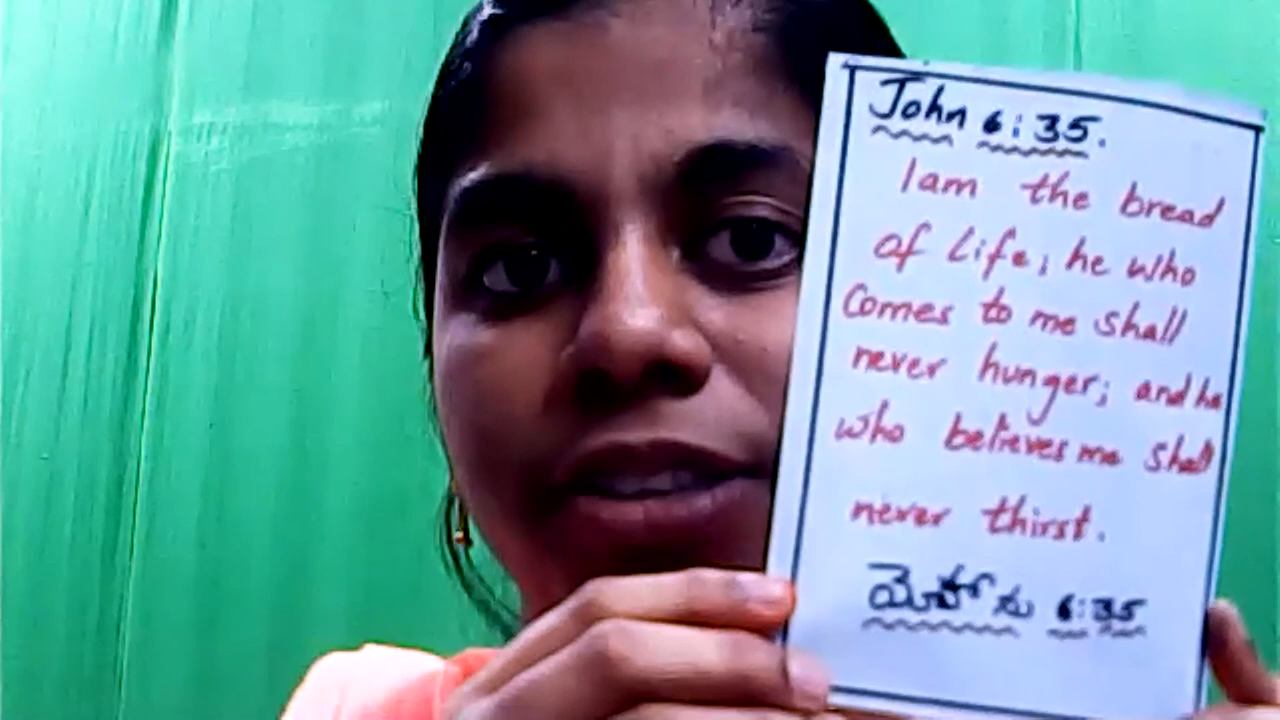 John 6:35.
I am the bread
of Life; he who
Comes to me shall
never hunger; and he
who believes me shall
never thirst.
యోహాను 6:35